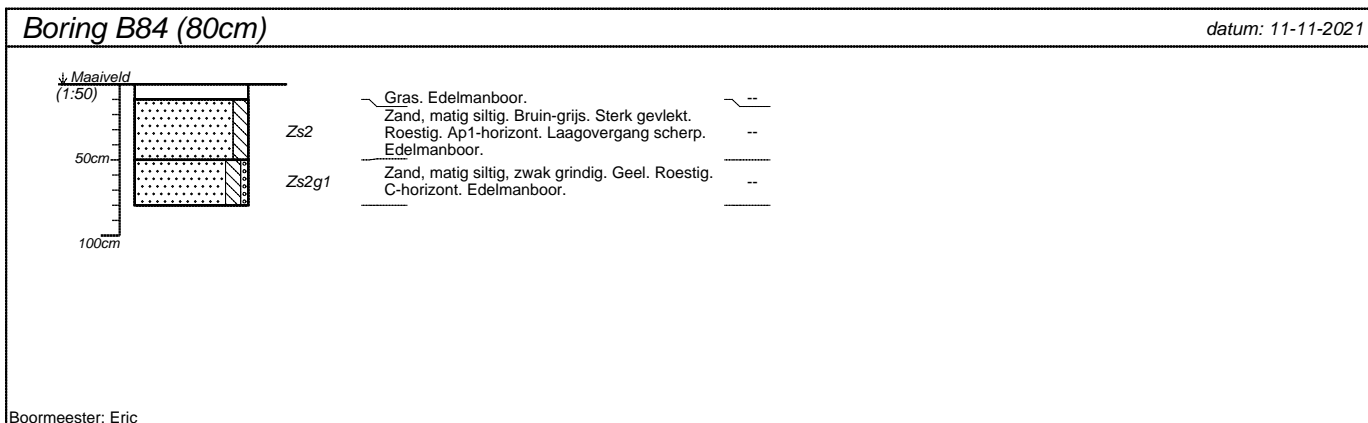 Boring B84 (80cm)
datum: 11-11-2021
Maaiveld
(1:50)
Gras. Edelmanboor.
--
Zs2
Zand, matig siltig. Bruin-grijs. Sterk gevlekt.
Roestig. Ap1-horizont. Laagovergang scherp.
Edelmanboor.
--
50cm
Zs2g1
Zand, matig siltig, zwak grindig. Geel. Roestig.
C-horizont. Edelmanboor.
--
100cm
Boormeester: Eric